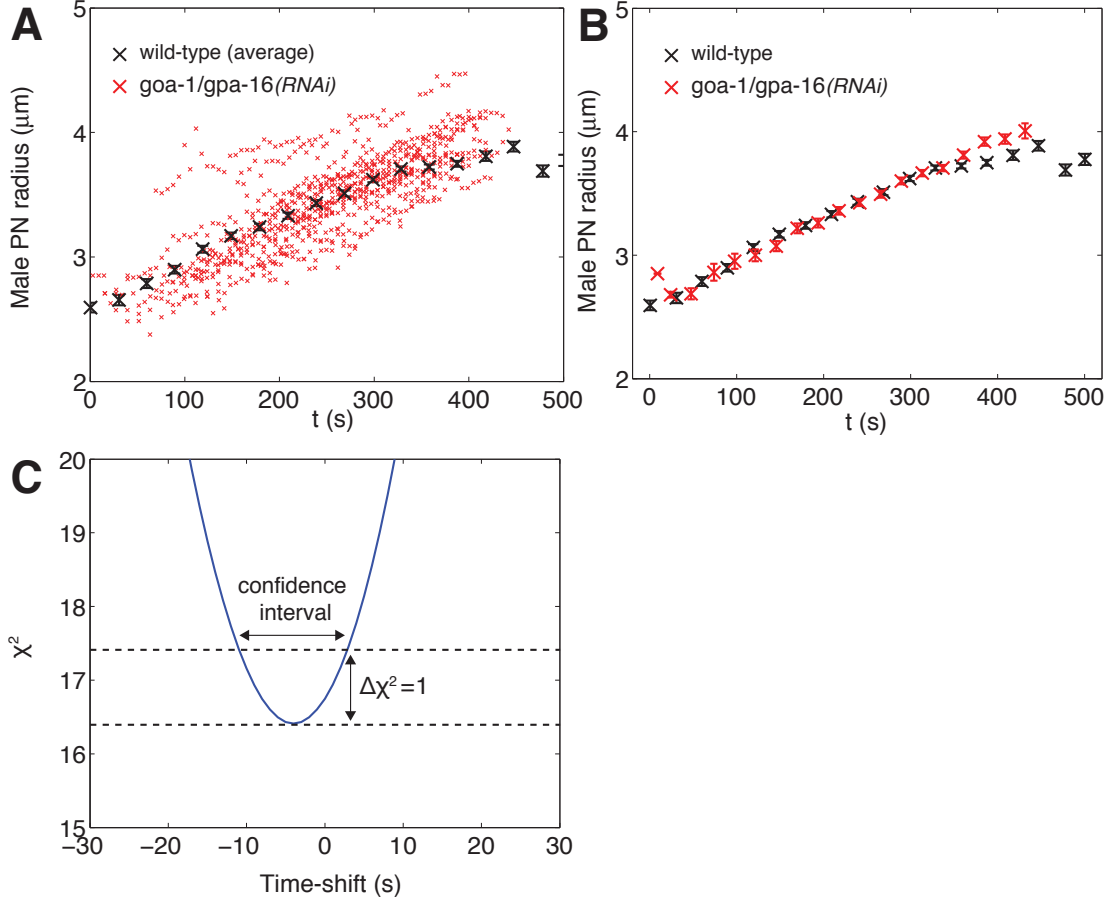 A
wild-type (average)
goa-1/gpa-16(RNAi)
Male PN radius (μm)
5
4
3
2
0 100 200 300 400 500
t (s)
B
wild-type
goa-1/gpa-16(RNAi)
Male PN radius (μm)
5
4
3
2
0 100 200 300 400 500
t (s)
C
χ²
20
19
18
17
16
15
confidence
interval
Δχ²=1
−30 −20 −10 0 10 20 30
Time-shift (s)